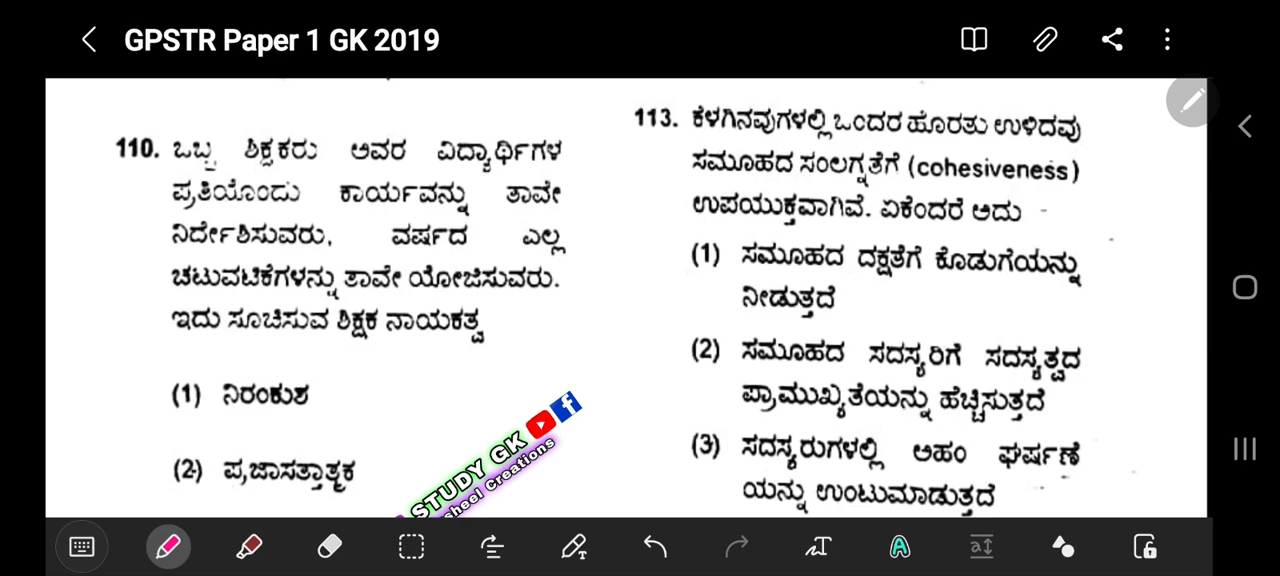 GPSTR Paper 1 GK 2019
110. ಒಬ್ಬ ಶಿಕ್ಷಕರು ಅವರ ವಿದ್ಯಾರ್ಥಿಗಳ
ಪ್ರತಿಯೊಂದು ಕಾರ್ಯವನ್ನು ತಾವೇ
ನಿರ್ದೇಶಿಸುವರು, ವರ್ಷದ ಎಲ್ಲ
ಚಟುವಟಿಕೆಗಳನ್ನು ತಾವೇ ಯೋಜಿಸುವರು.
ಇದು ಸೂಚಿಸುವ ಶಿಕ್ಷಕ ನಾಯಕತ್ವ
(1) ನಿರಂಕುಶ
(2) ಪ್ರಜಾಸತ್ತಾತ್ಮಕ
STUDY GK
sheel Creations
113. ಕೆಳಗಿನವುಗಳಲ್ಲಿ ಒಂದರ ಹೊರತು ಉಳಿದವು
ಸಮೂಹದ ಸಂಲಗ್ನತೆಗೆ (cohesiveness)
ಉಪಯುಕ್ತವಾಗಿವೆ. ಏಕೆಂದರೆ ಅದು -
(1) ಸಮೂಹದ ದಕ್ಷತೆಗೆ ಕೊಡುಗೆಯನ್ನು
ನೀಡುತ್ತದೆ
(2) ಸಮೂಹದ ಸದಸ್ಯರಿಗೆ ಸದಸ್ಯತ್ವದ
ಪ್ರಾಮುಖ್ಯತೆಯನ್ನು ಹೆಚ್ಚಿಸುತ್ತದೆ
(3) ಸದಸ್ಯರುಗಳಲ್ಲಿ ಅಹಂ ಘರ್ಷಣೆ
ಯನ್ನು ಉಂಟುಮಾಡುತ್ತದೆ